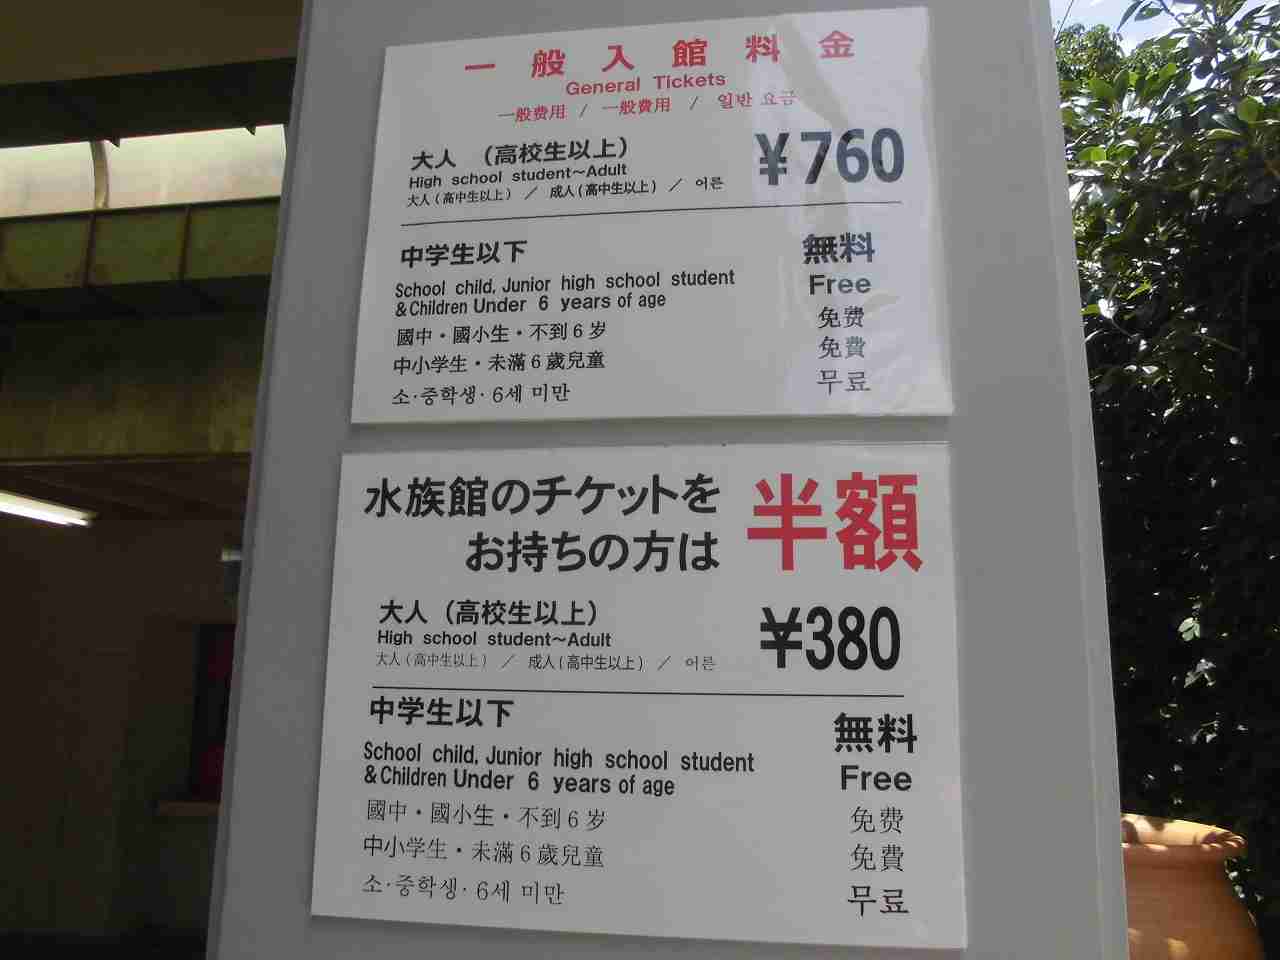 一般入館料金
General Tickets
一般费用 / 一般費用 / 일반 요금
大人 (高校生以上) ¥760
High school student~Adult
大人(高中生以上) / 成人(高中生以上) / 어른
中学生以下 無料
School child, Junior high school student Free
&Children Under 6 years of age
國中・國小生・不到6岁 免费
中小学生・未滿6歲兒童 免費
소·중학생·6세 미만 무료
水族館のチケットを 半額
お持ちの方は
大人(高校生以上) ¥380
High school student~Adult
大人(高中生以上) / 成人(高中生以上) / 어른
中学生以下 無料
School child, Junior high school student Free
&Children Under 6 years of age
國中・國小生・不到6岁 免费
中小学生・未滿6歲兒童 免費
소·중학생·6세 미만 무료